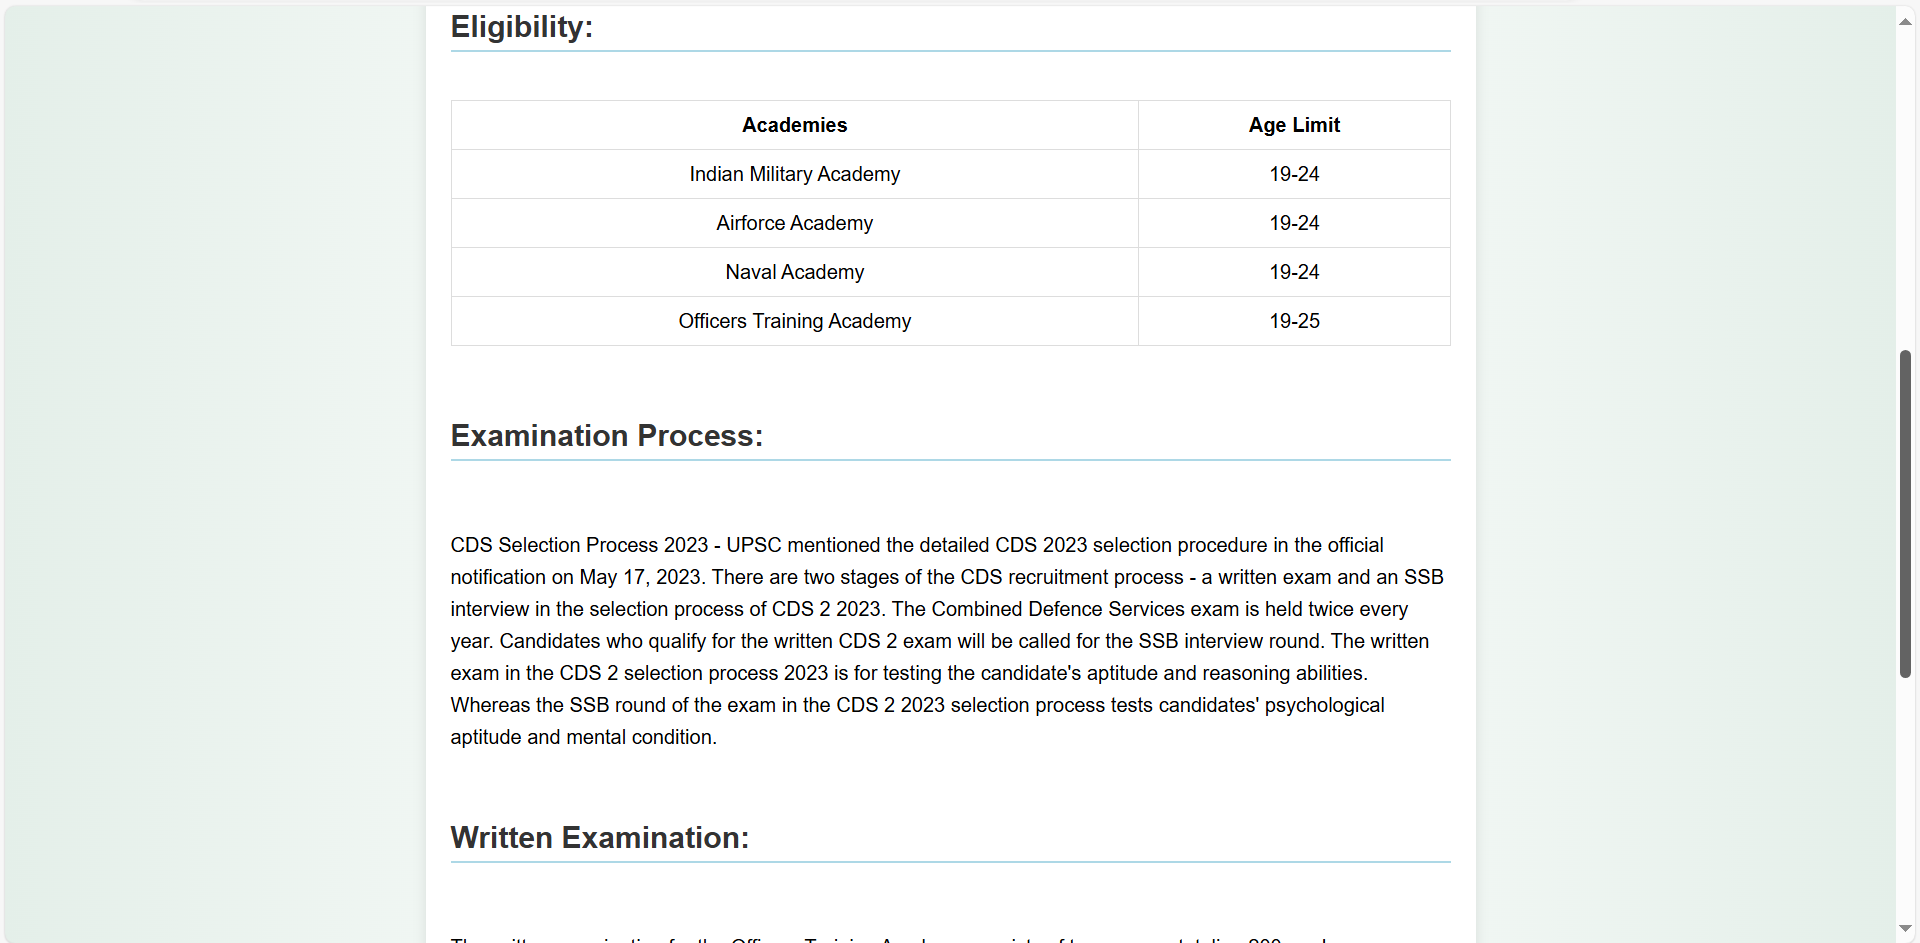 Eligibility:
Academies Age Limit
Indian Military Academy 19-24
Airforce Academy 19-24
Naval Academy 19-24
Officers Training Academy 19-25
Examination Process:
CDS Selection Process 2023 - UPSC mentioned the detailed CDS 2023 selection procedure in the official
notification on May 17, 2023. There are two stages of the CDS recruitment process - a written exam and an SSB
interview in the selection process of CDS 2 2023. The Combined Defence Services exam is held twice every
year. Candidates who qualify for the written CDS 2 exam will be called for the SSB interview round. The written
exam in the CDS 2 selection process 2023 is for testing the candidate's aptitude and reasoning abilities.
Whereas the SSB round of the exam in the CDS 2 2023 selection process tests candidates' psychological
aptitude and mental condition.
Written Examination: